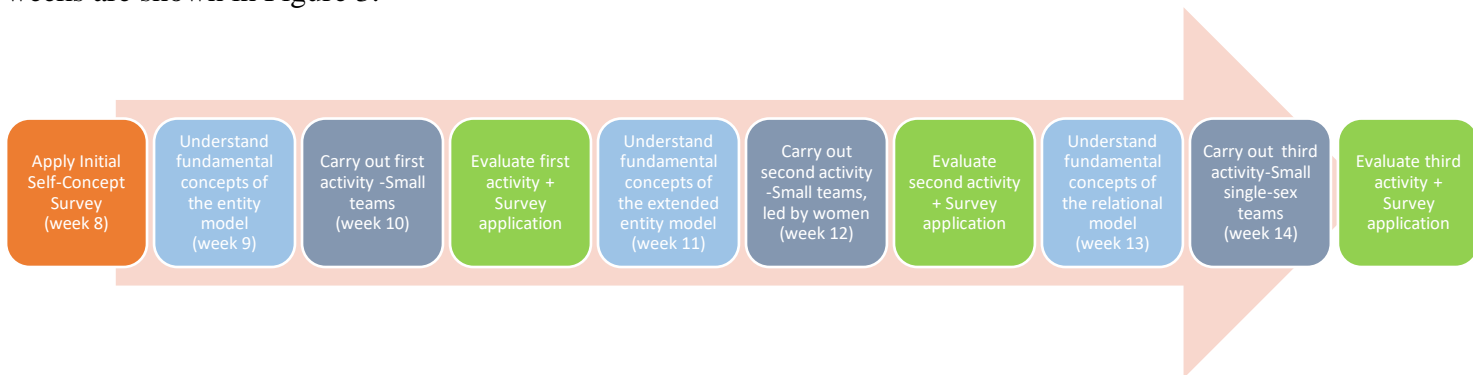 weeks are shown in Figure 3.
Apply Initial
Self-Concept
Survey
(week 8)
Understand
fundamental
concepts of
the entity
model
(week 9)
Carry out first
activity -Small
teams
(week 10)
Evaluate first
activity +
Survey
application
Understand
fundamental
concepts of
the extended
entity model
(week 11)
Carry out
second activity
-Small teams,
led by women
(week 12)
Evaluate
second activity
+ Survey
application
Understand
fundamental
concepts of
the relational
model
(week 13)
Carry out  third
activity-Small
single-sex
teams
(week 14)
Evaluate third
activity +
Survey
application